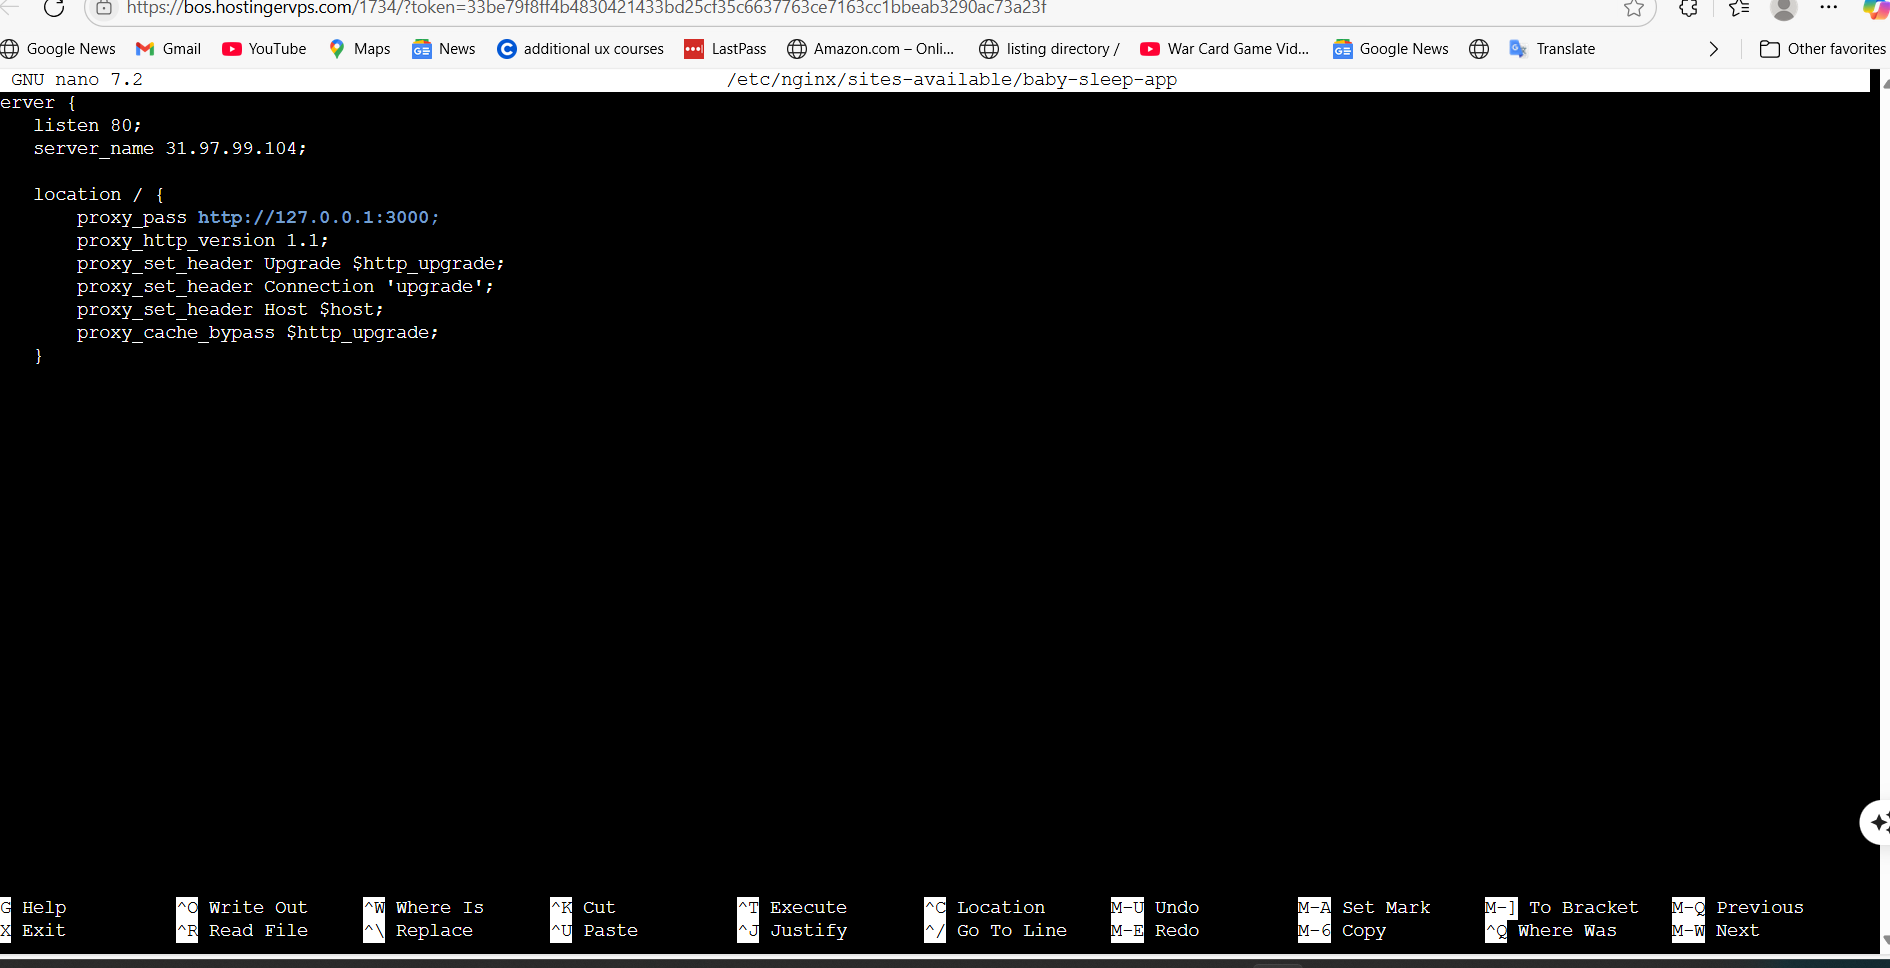 https://bos.hostingervps.com/1734/?token=33be79f8ff4b4830421433bd25cf35c6637763ce7163cc1bbeab3290ac73a23f
Google News Gmail YouTube Maps News additional ux courses LastPass Amazon.com – Onli... listing directory / War Card Game Vid... Google News Translate Other favorites
GNU nano 7.2 /etc/nginx/sites-available/baby-sleep-app
erver {
listen 80;
server_name 31.97.99.104;
location / {
proxy_pass http://127.0.0.1:3000;
proxy_http_version 1.1;
proxy_set_header Upgrade $http_upgrade;
proxy_set_header Connection 'upgrade';
proxy_set_header Host $host;
proxy_cache_bypass $http_upgrade;
}
G Help ^O Write Out ^W Where Is ^K Cut ^T Execute ^C Location M-U Undo M-A Set Mark M-] To Bracket M-Q Previous
X Exit ^R Read File ^\ Replace ^U Paste ^J Justify ^/ Go To Line M-E Redo M-6 Copy ^Q Where Was M-W Next